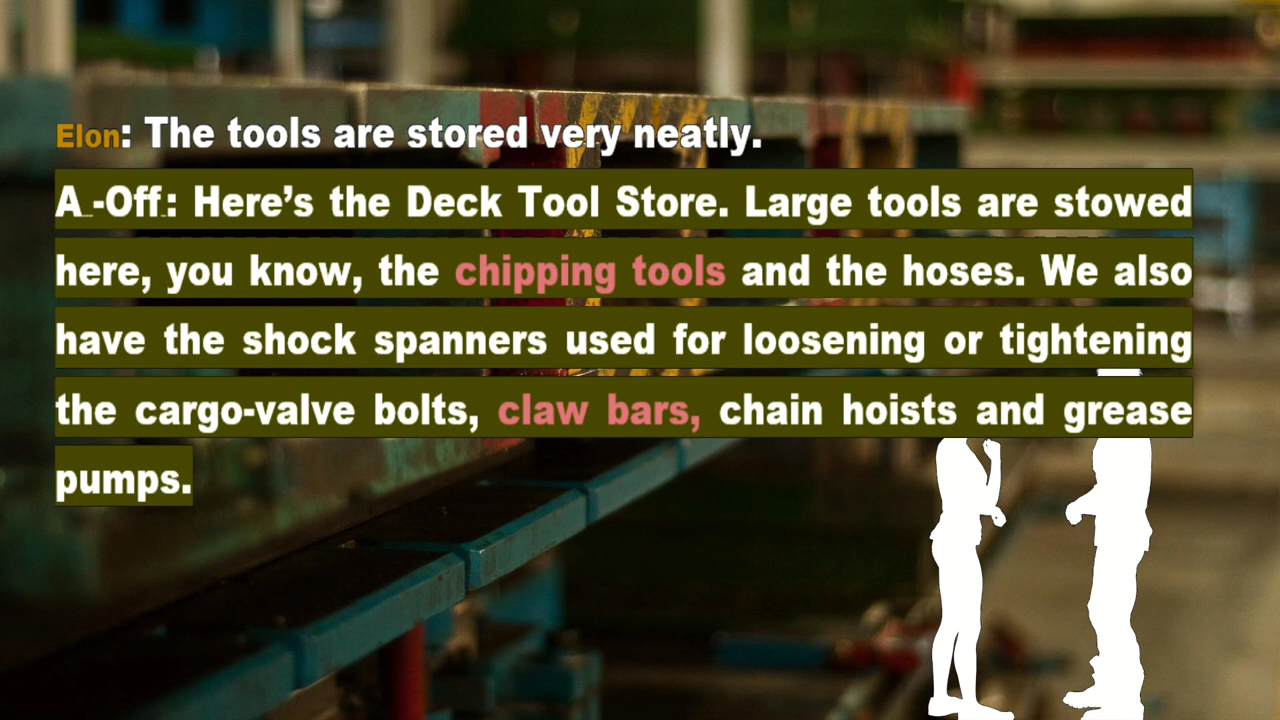 Elon: The tools are stored very neatly.
A_-Off.: Here’s the Deck Tool Store. Large tools are stowed
here, you know, the chipping tools and the hoses. We also
have the shock spanners used for loosening or tightening
the cargo-valve bolts, claw bars, chain hoists and grease
pumps.